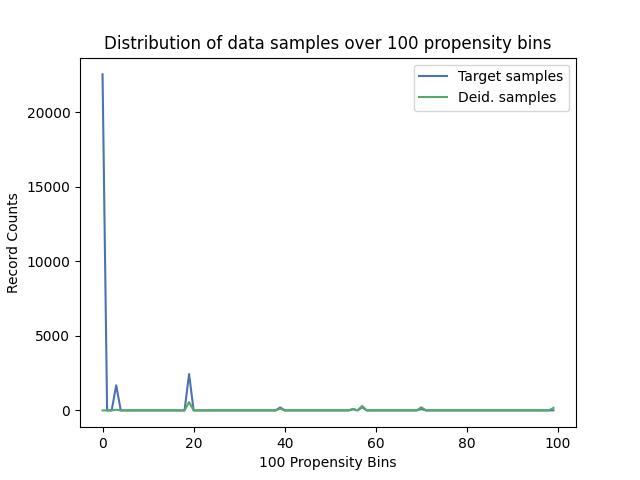 Distribution of data samples over 100 propensity bins
Target samples
Deid. samples
Record Counts
20000
15000
10000
5000
0
0 20 40 60 80 100
100 Propensity Bins